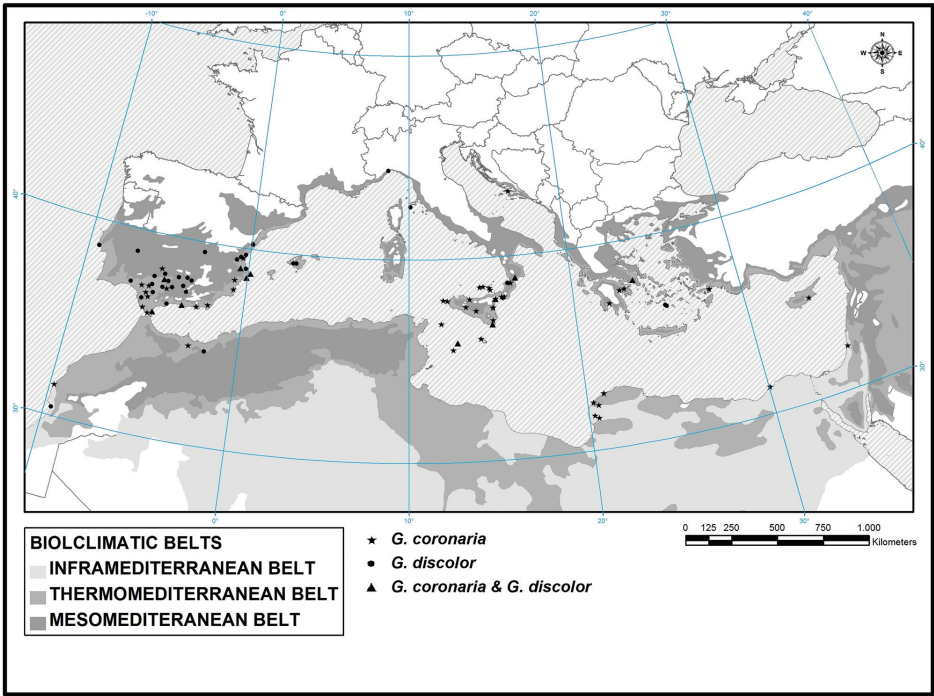 -10° 0° 10° 20° 30° 40°
N
W E
S
40° 40°
30° 30°
0° 10° 20° 30°
BIOLCLIMATIC BELTS
INFRAMEDITERRANEAN BELT
THERMOMEDITERRANEAN BELT
MESOMEDITERANEAN BELT
G. coronaria
G. discolor
G. coronaria & G. discolor
0 125 250 500 750 1.000
Kilometers